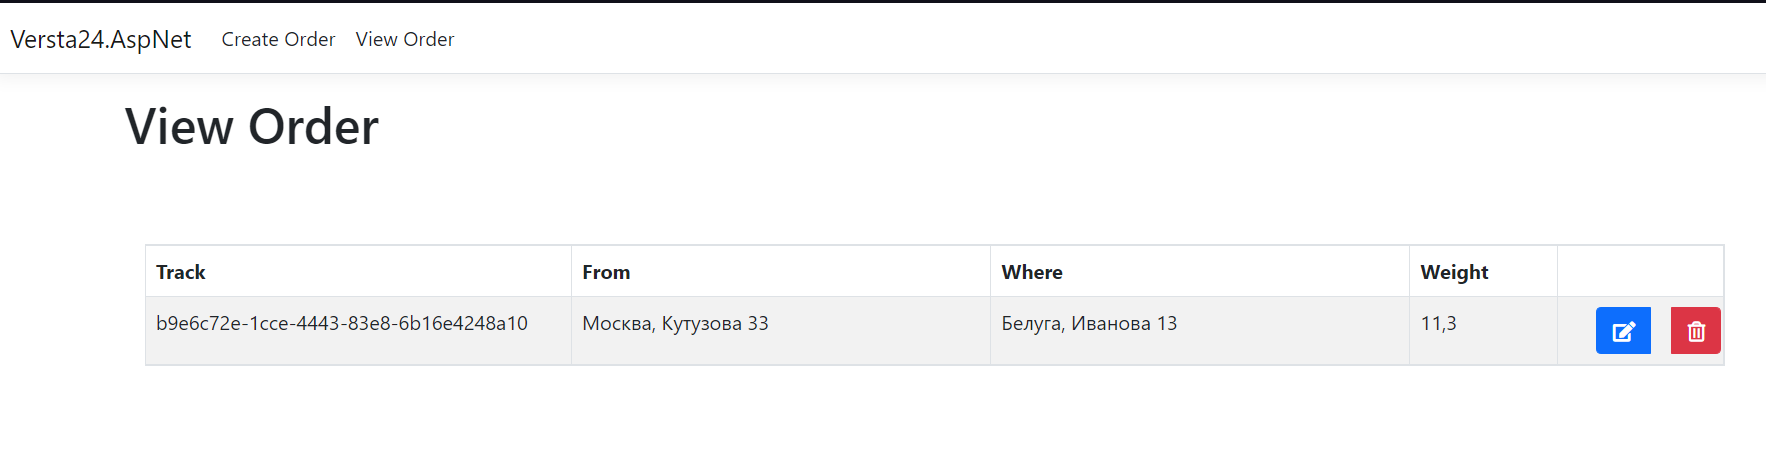 Versta24.AspNet Create Order View Order
View Order
Track From Where Weight
b9e6c72e-1cce-4443-83e8-6b16e4248a10 Москва, Кутузова 33 Белуга, Иванова 13 11,3